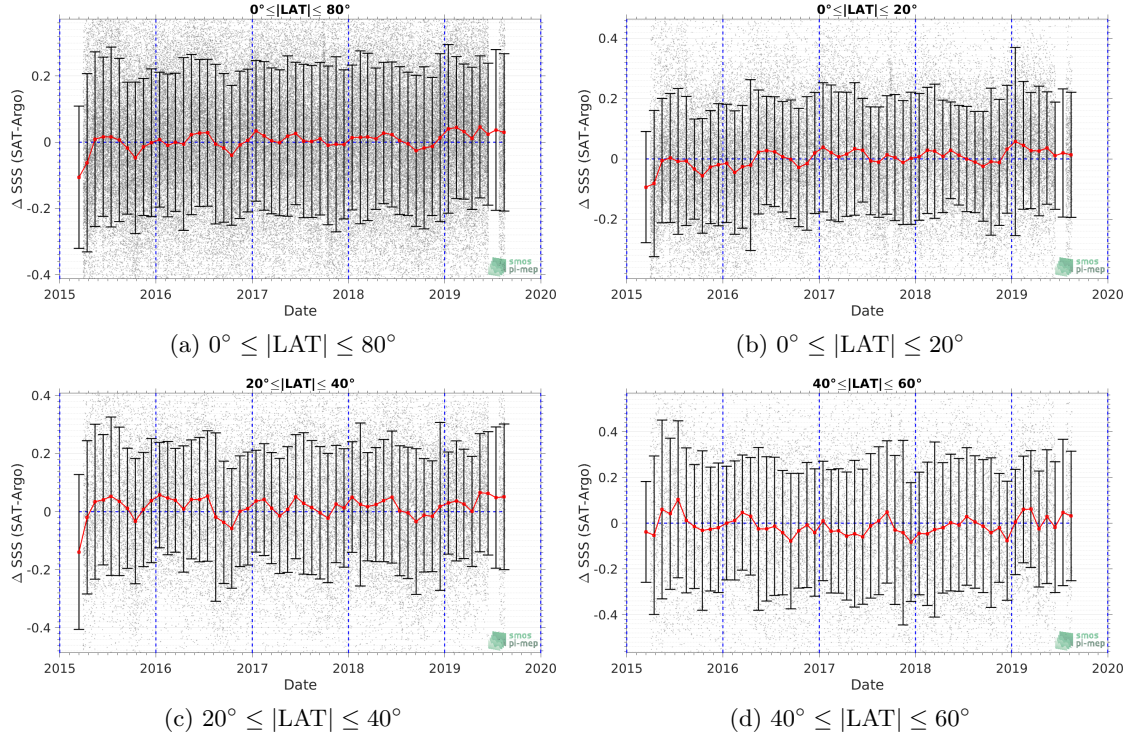 0°≤|LAT|≤ 80°
Δ SSS (SAT-Argo)
0.2
0
-0.2
-0.4
2015 2016 2017 2018 2019 2020
Date
smos
pi-mep
(a) 0° ≤ |LAT| ≤ 80°
0°≤|LAT|≤ 20°
Δ SSS (SAT-Argo)
0.4
0.2
0
-0.2
2015 2016 2017 2018 2019 2020
Date
smos
pi-mep
(b) 0° ≤ |LAT| ≤ 20°
20°≤|LAT|≤ 40°
Δ SSS (SAT-Argo)
0.4
0.2
0
-0.2
-0.4
2015 2016 2017 2018 2019 2020
Date
smos
pi-mep
(c) 20° ≤ |LAT| ≤ 40°
40°≤|LAT|≤ 60°
Δ SSS (SAT-Argo)
0.4
0.2
0
-0.2
-0.4
2015 2016 2017 2018 2019 2020
Date
smos
pi-mep
(d) 40° ≤ |LAT| ≤ 60°